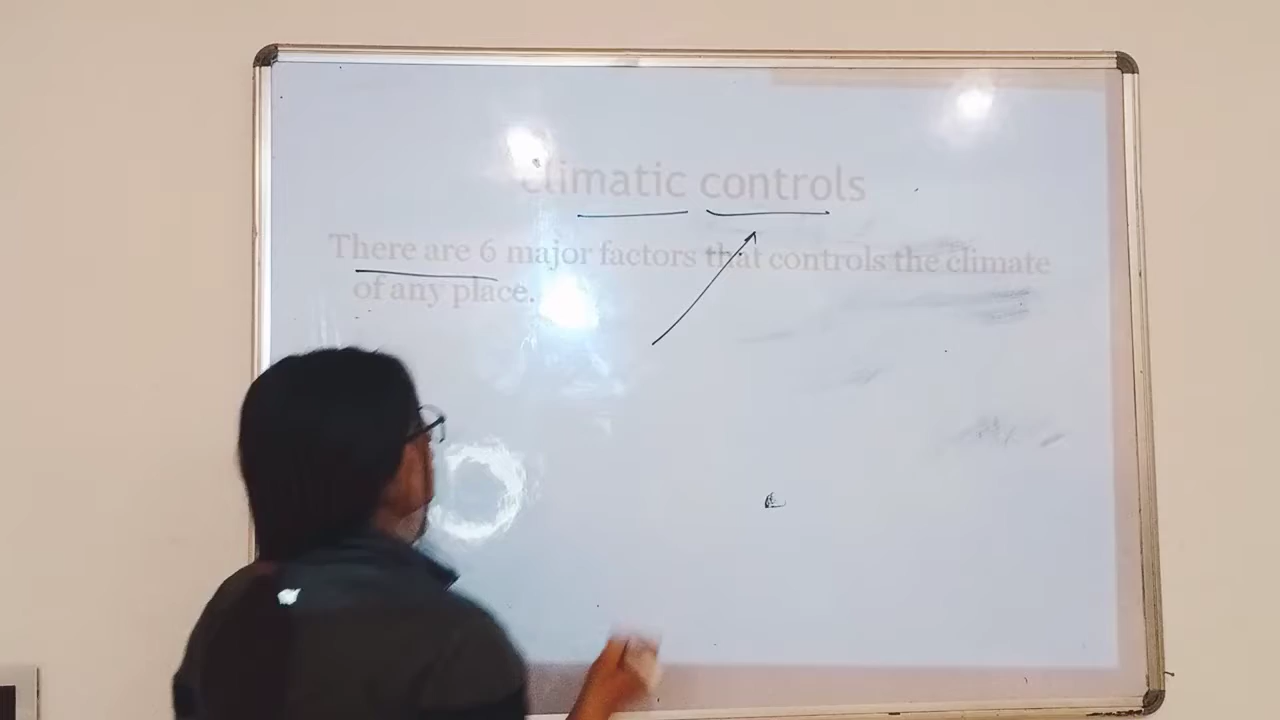 climatic controls
There are 6 major factors that controls the climate
of any place.